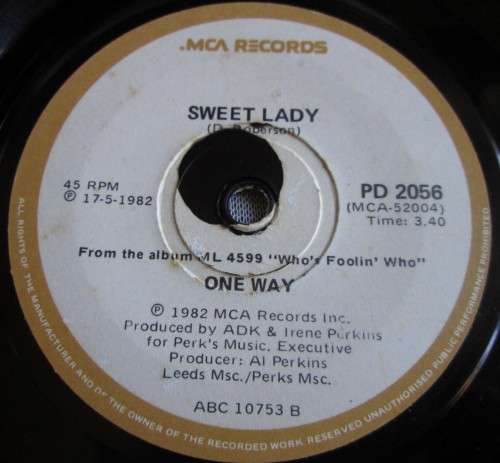 .MCA RECORDS
SWEET LADY
(D. Roberson)
45 RPM
℗ 17-5-1982
PD 2056
(MCA-52004)
Time: 3.40
From the album ML 4599 "Who's Foolin' Who"
ONE WAY
℗ 1982 MCA Records Inc.
Produced by ADK & Irene Perkins
for Perk's Music. Executive
Producer: Al Perkins
Leeds Msc./Perks Msc.
ABC 10753 B
ALL RIGHTS OF THE MANUFACTURER AND OF THE OWNER OF THE RECORDED WORK RESERVED UNAUTHORISED PUBLIC PERFORMANCE PROHIBITED